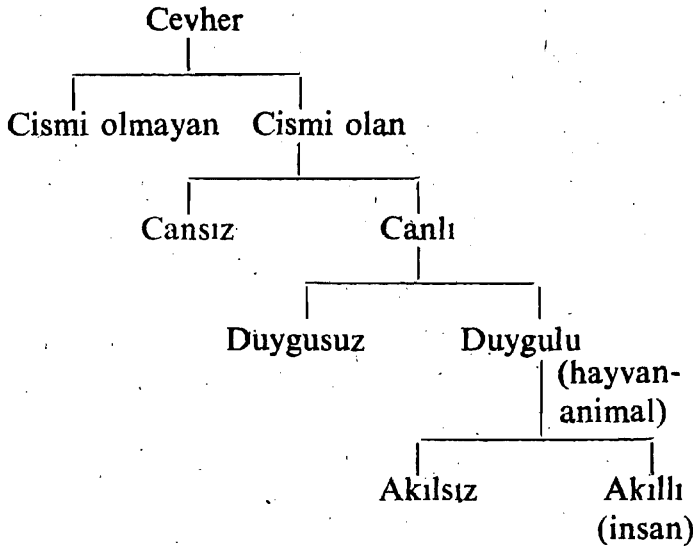 Cevher
Cismi olmayan Cismi olan
Cansız Canlı
Duygusuz Duygulu
(hayvan-
animal)
Akılsız Akıllı
(insan)